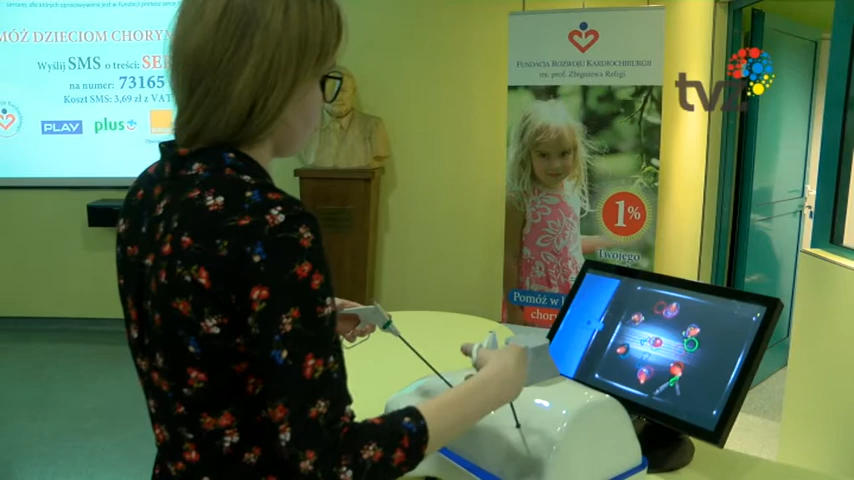 MÓŻ DZIECIOM CHORYM
Wyślij SMS o treści: SER
na numer: 73165
Koszt SMS: 3,69 zł z VAT
PLAY
plus
FUNDACJA ROZWOJU KARDIOCHIRURGII
im. prof. Zbigniewa Religi
tvz
1%
Twojego
Pomóż w l
chory